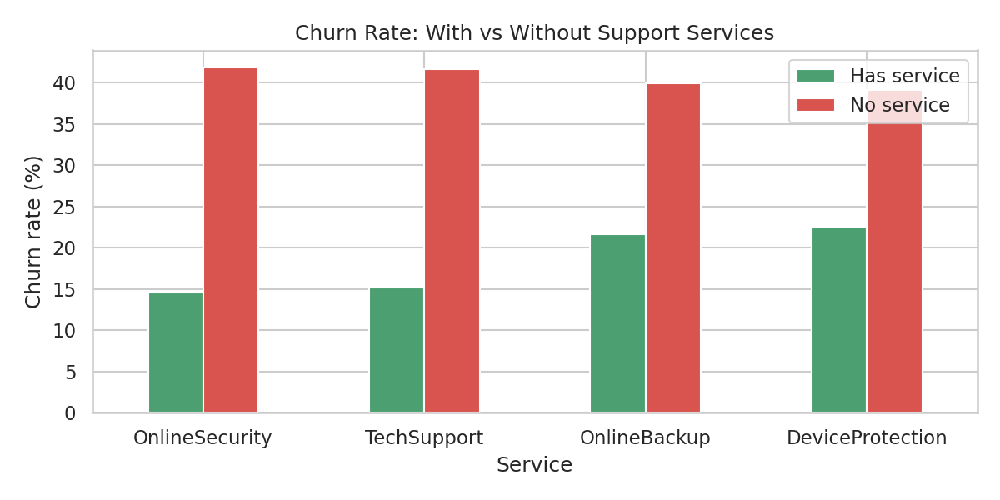 Churn Rate: With vs Without Support Services
Has service
No service
Churn rate (%)
40
35
30
25
20
15
10
5
0
OnlineSecurity
TechSupport
OnlineBackup
DeviceProtection
Service